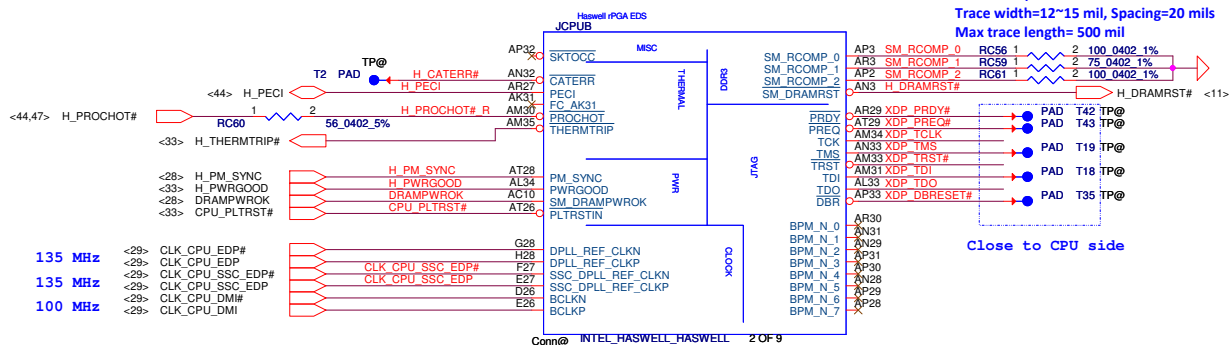 Trace width=12~15 mil, Spacing=20 mils
Max trace length= 500 mil
Haswell rPGA EDS
JCPUB
MISC
THERMAL
PWR
CLOCK
DDR3
JTAG
AP32 SKTOCC
T2 PAD TP@ H_CATERR# AN32 CATERR
<44> H_PECI H_PECI AR27 PECI
AK31 FC_AK31
<44,47> H_PROCHOT# RC60 1 2 56_0402_5% H_PROCHOT#_R AM30 PROCHOT
<33> H_THERMTRIP# AM35 THERMTRIP
<28> H_PM_SYNC H_PM_SYNC AT28 PM_SYNC
<33> H_PWRGOOD H_PWRGOOD AL34 PWRGOOD
<28> DRAMPWROK DRAMPWROK AC10 SM_DRAMPWROK
<33> CPU_PLTRST# CPU_PLTRST# AT26 PLTRSTIN
135 MHz
<29> CLK_CPU_EDP# G28 DPLL_REF_CLKN
<29> CLK_CPU_EDP H28 DPLL_REF_CLKP
135 MHz
<29> CLK_CPU_SSC_EDP# CLK_CPU_SSC_EDP# F27 SSC_DPLL_REF_CLKN
<29> CLK_CPU_SSC_EDP CLK_CPU_SSC_EDP E27 SSC_DPLL_REF_CLKP
100 MHz
<29> CLK_CPU_DMI# D26 BCLKN
<29> CLK_CPU_DMI E26 BCLKP
SM_RCOMP_0 AP3 SM_RCOMP_0 RC56 1 2 100_0402_1%
SM_RCOMP_1 AR3 SM_RCOMP_1 RC59 1 2 75_0402_1%
SM_RCOMP_2 AP2 SM_RCOMP_2 RC61 1 2 100_0402_1%
SM_DRAMRST AN3 H_DRAMRST# H_DRAMRST# <11>
PRDY AR29 XDP_PRDY# PAD T42 TP@
PREQ AT29 XDP_PREQ# PAD T43 TP@
TCK AM34 XDP_TCLK
TMS AN33 XDP_TMS PAD T19 TP@
TRST AM33 XDP_TRST#
TDI AM31 XDP_TDI PAD T18 TP@
TDO AL33 XDP_TDO
DBR AP33 XDP_DBRESET# PAD T35 TP@
Close to CPU side
BPM_N_0 AR30
BPM_N_1 AN31
BPM_N_2 AN29
BPM_N_3 AP31
BPM_N_4 AP30
BPM_N_5 AN28
BPM_N_6 AP29
BPM_N_7 AP28
Conn@ INTEL_HASWELL_HASWELL 2 OF 9